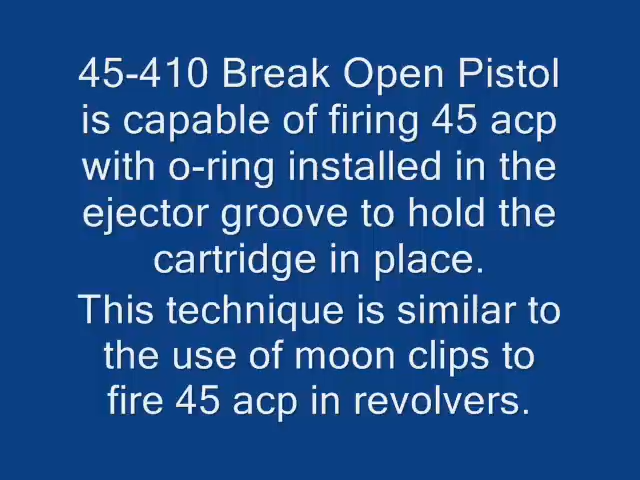 45-410 Break Open Pistol
is capable of firing 45 acp
with o-ring installed in the
ejector groove to hold the
cartridge in place.
This technique is similar to
the use of moon clips to
fire 45 acp in revolvers.